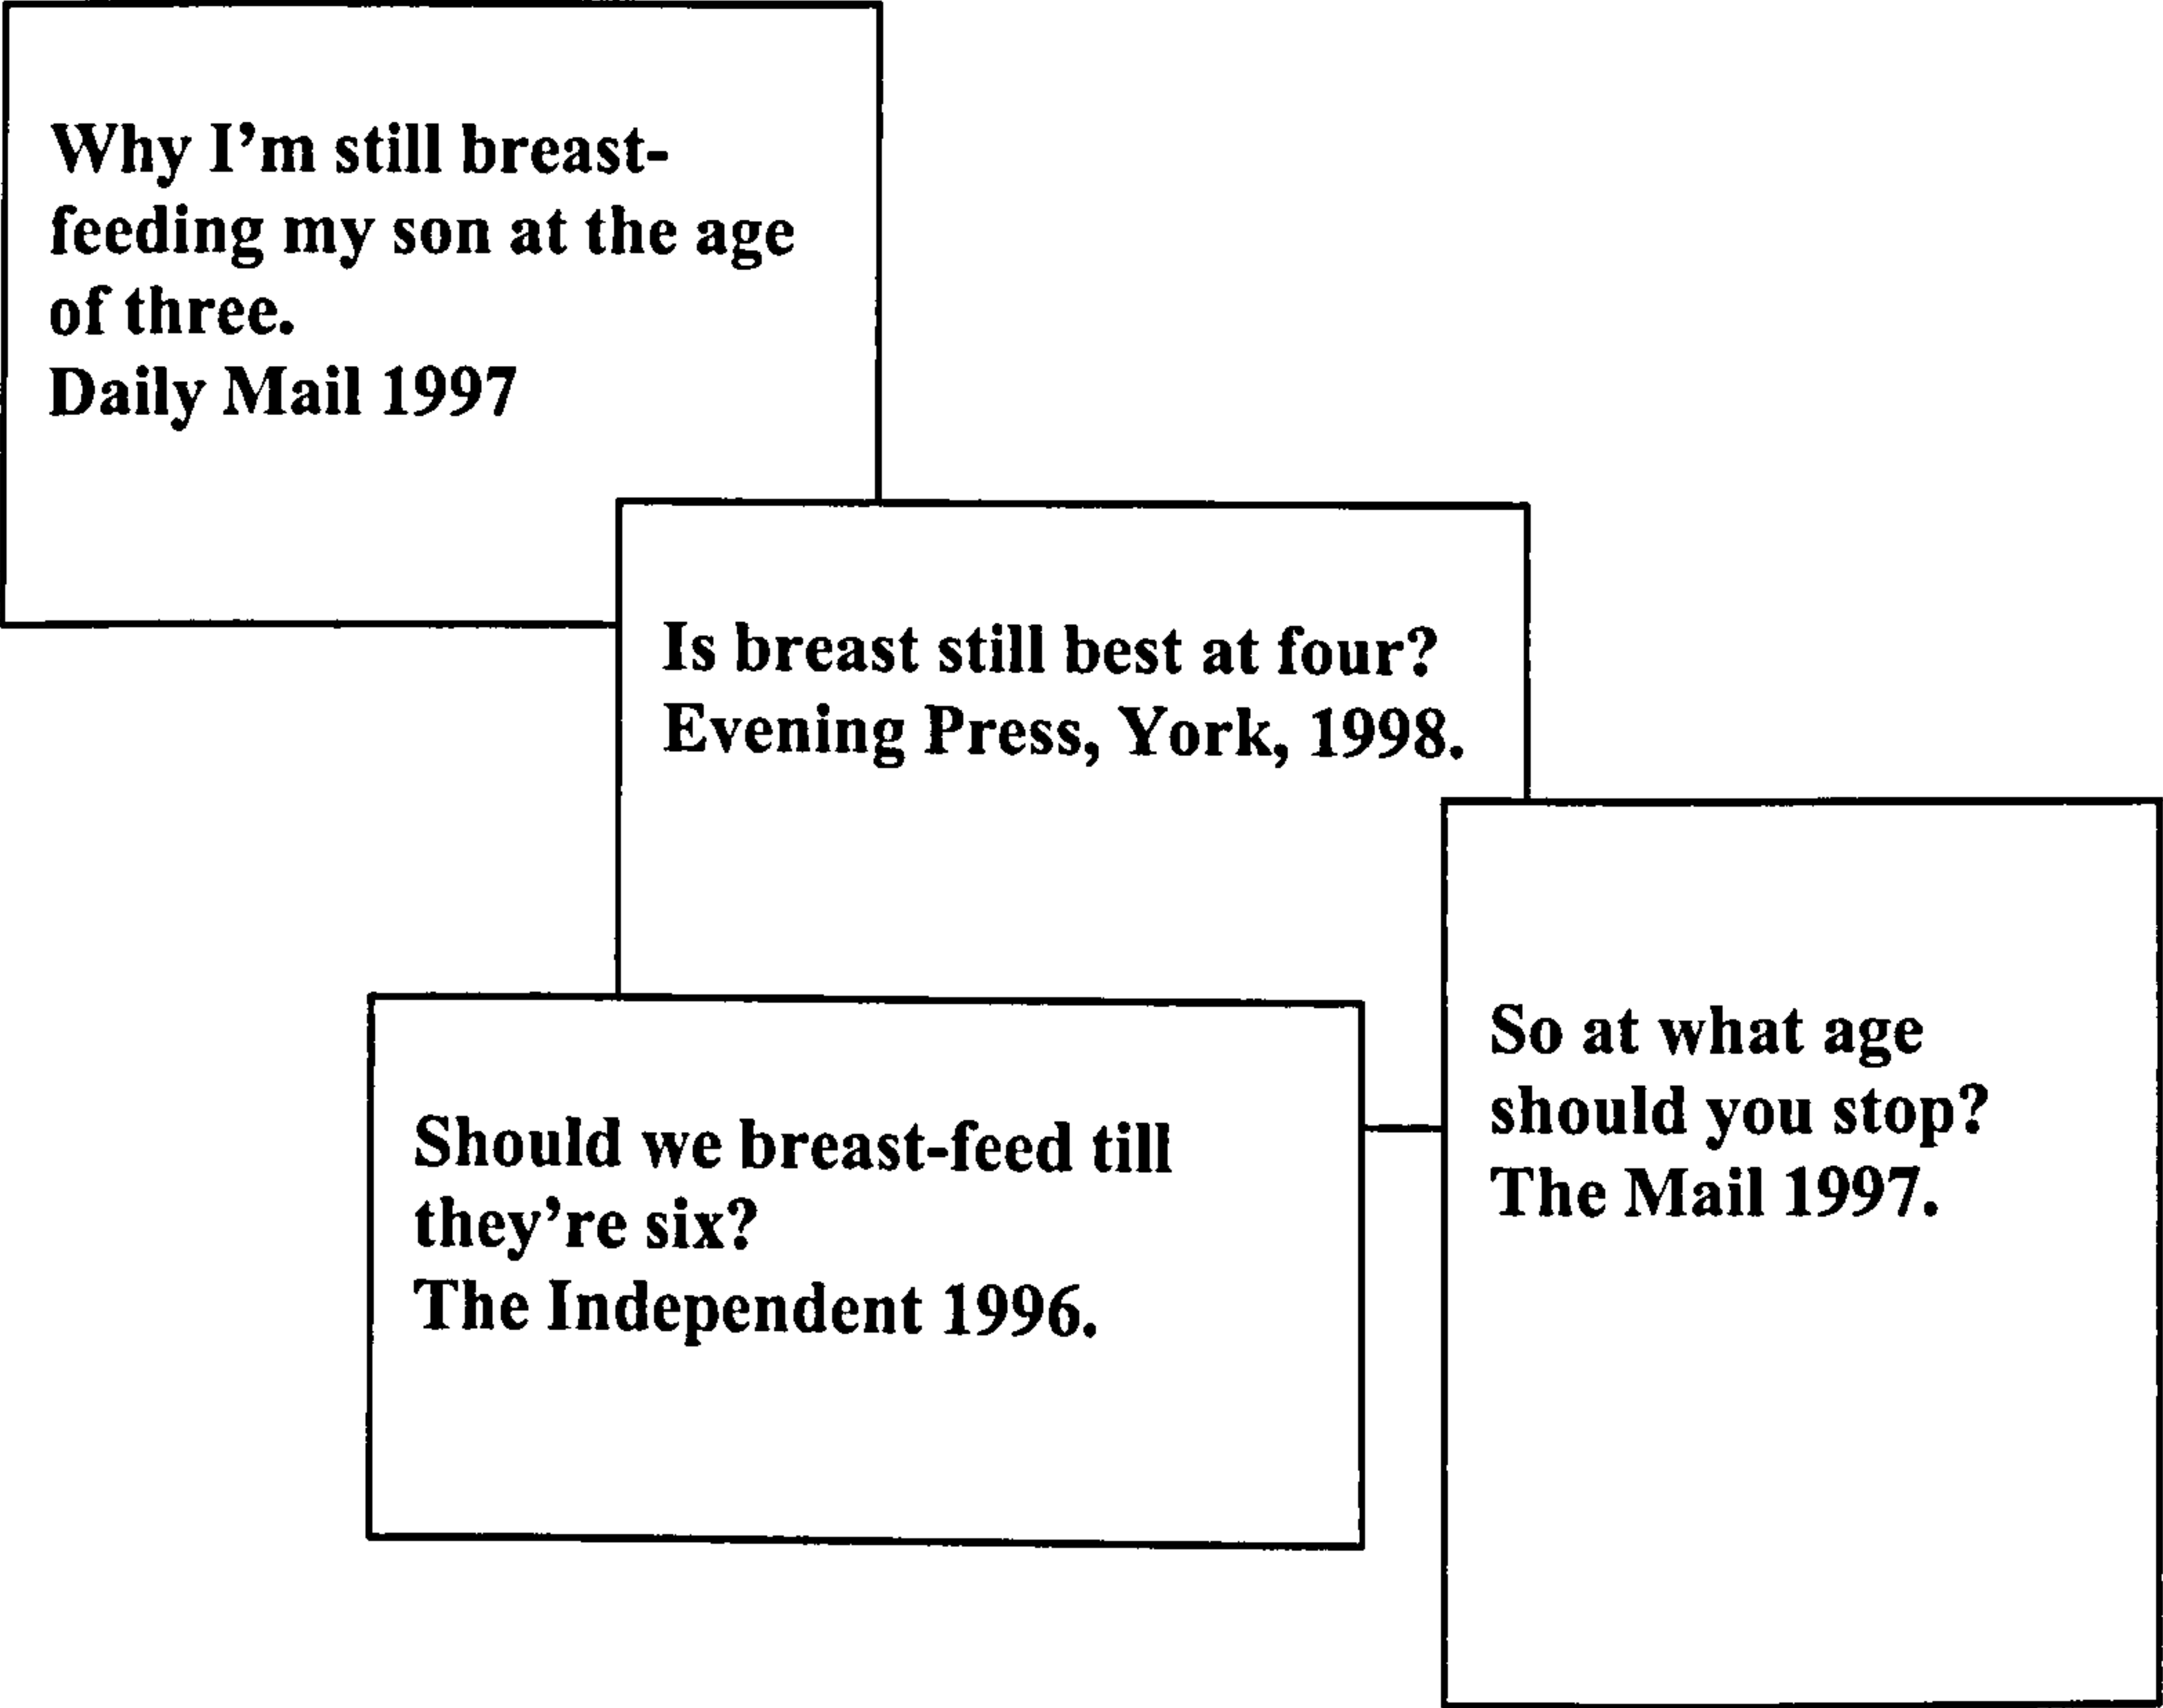 Why I'm still breast-
feeding my son at the age
of three.
Daily Mail 1997
Is breast still best at four?
Evening Press, York, 1998.
So at what age
should you stop?
The Mail 1997.
Should we breast-feed till
they're six?
The Independent 1996.